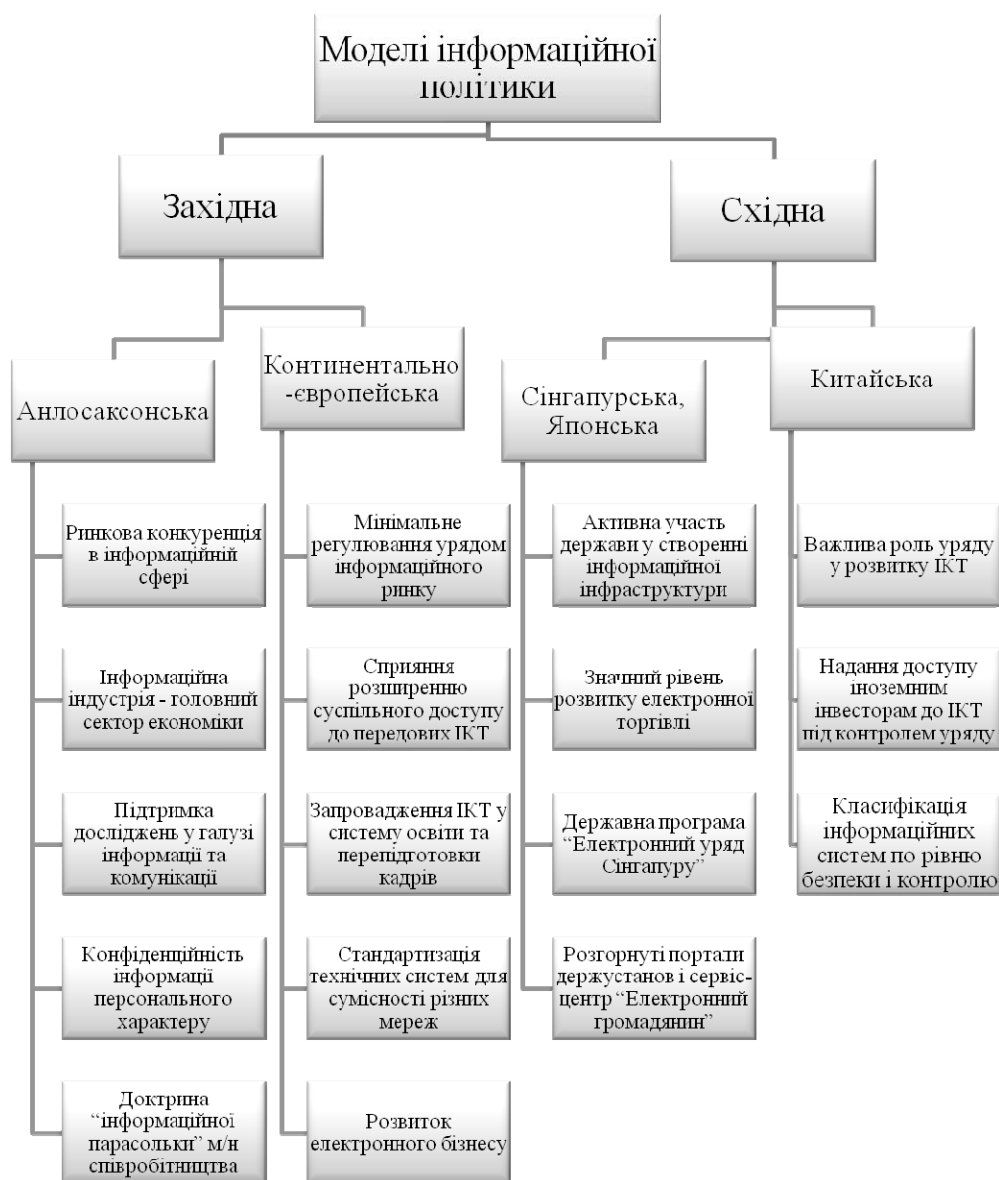 Моделі інформаційної
політики
Західна
Східна
Анлосаксонська
Континентально
-європейська
Сінгапурська,
Японська
Китайська
Ринкова конкуренція
в інформаційній
сфері
Інформаційна
індустрія - головний
сектор економіки
Підтримка
досліджень у галузі
інформації та
комунікації
Конфіденційність
інформації
персонального
характеру
Доктрина
“інформаційної
парасольки” м/н
співробітництва
Мінімальне
регулювання урядом
інформаційного
ринку
Сприяння
розширенню
суспільного доступу
до передових ІКТ
Запровадження ІКТ у
систему освіти та
перепідготовки
кадрів
Стандартизація
технічних систем для
сумісності різних
мереж
Розвиток
електронного бізнесу
Активна участь
держави у створенні
інформаційної
інфраструктури
Значний рівень
розвитку електронної
торгівлі
Державна програма
“Електронний уряд
Сінгапуру”
Розгорнуті портали
держустанов і сервіс-
центр “Електронний
громадянин”
Важлива роль уряду
у розвитку ІКТ
Надання доступу
іноземним
інвесторам до ІКТ
під контролем уряду
Класифікація
інформаційних
систем по рівню
безпеки і контролю